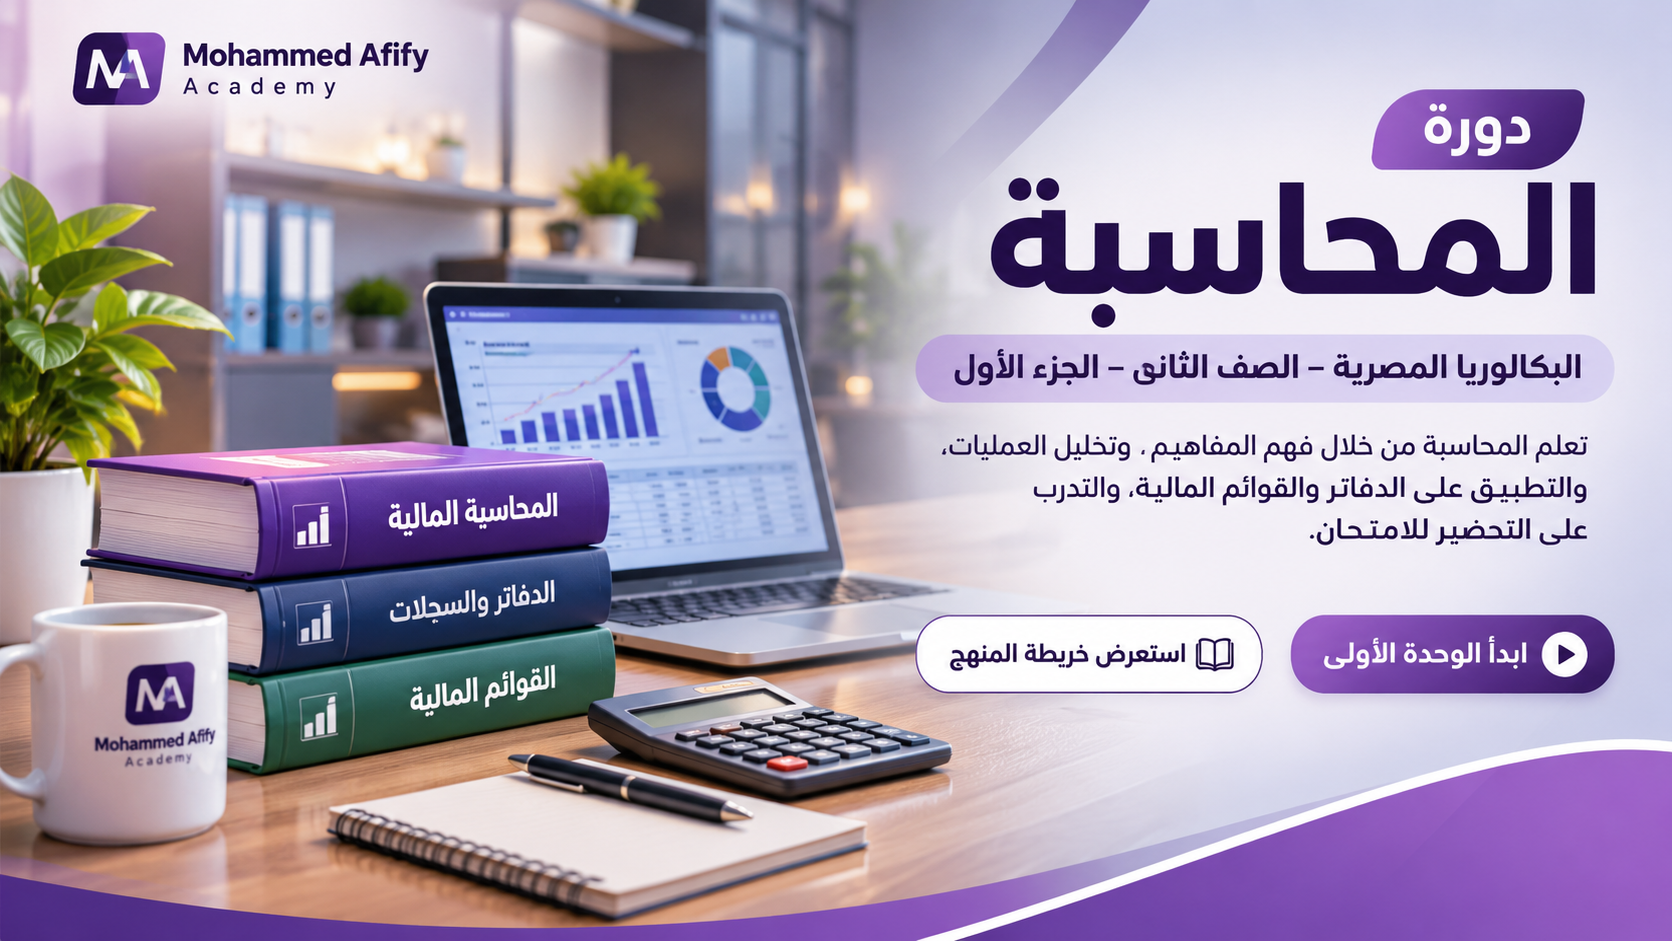 Mohammed Afify
Academy
دورة
المحاسبة
البكالوريا المصرية – الصف الثانى – الجزء الأول
تعلم المحاسبة من خلال فهم المفاهيم، وتخليل العمليات،
والتطبيق على الدفاتر والقوائم المالية، والتدرب
على التحضير للامتحان.
ابدأ الوحدة الأولى
استعرض خريطة المنهج
المحاسية المالية
الدفاتر والسجلات
القوائم المالية
Mohammed Afify
Academy